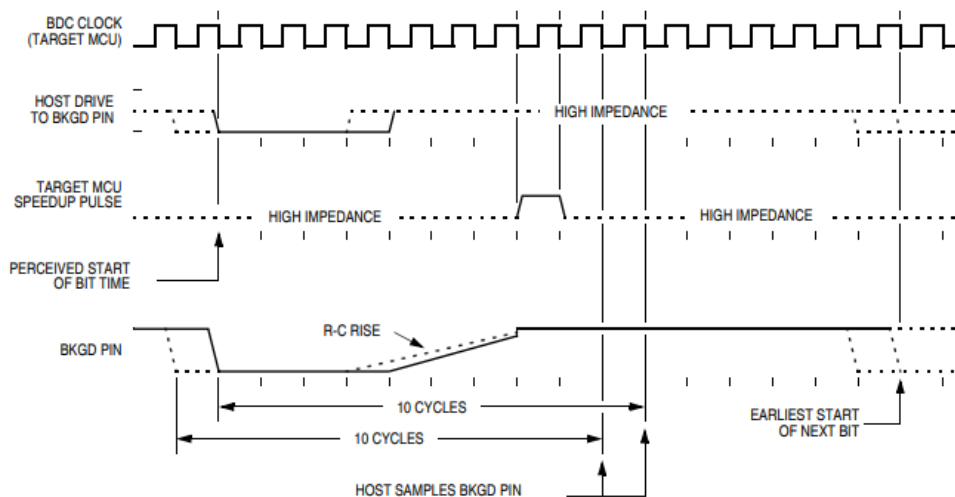 BDC CLOCK
(TARGET MCU)
HOST DRIVE
TO BKGD PIN
HIGH IMPEDANCE
TARGET MCU
SPEEDUP PULSE
HIGH IMPEDANCE
HIGH IMPEDANCE
PERCEIVED START
OF BIT TIME
R-C RISE
BKGD PIN
10 CYCLES
10 CYCLES
EARLIEST START
OF NEXT BIT
HOST SAMPLES BKGD PIN